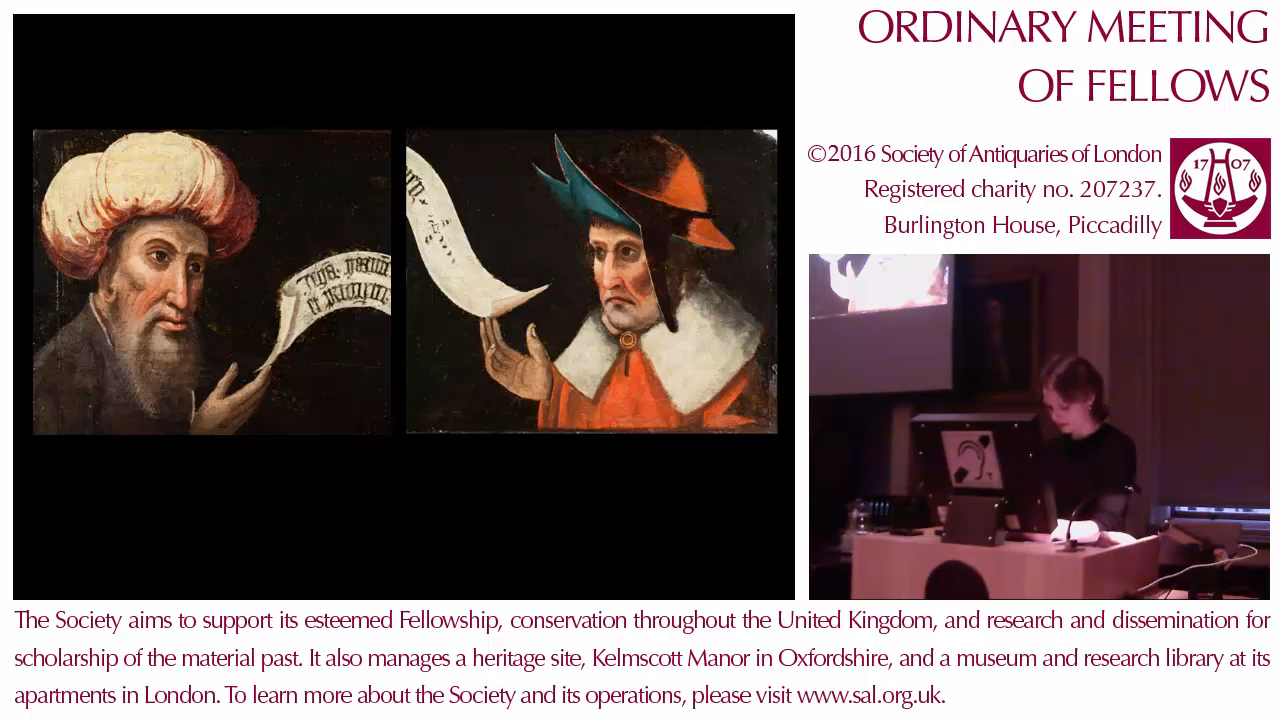 ORDINARY MEETING
OF FELLOWS
©2016 Society of Antiquaries of London
Registered charity no. 207237.
Burlington House, Piccadilly
17 07
The Society aims to support its esteemed Fellowship, conservation throughout the United Kingdom, and research and dissemination for
scholarship of the material past. It also manages a heritage site, Kelmscott Manor in Oxfordshire, and a museum and research library at its
apartments in London. To learn more about the Society and its operations, please visit www.sal.org.uk.